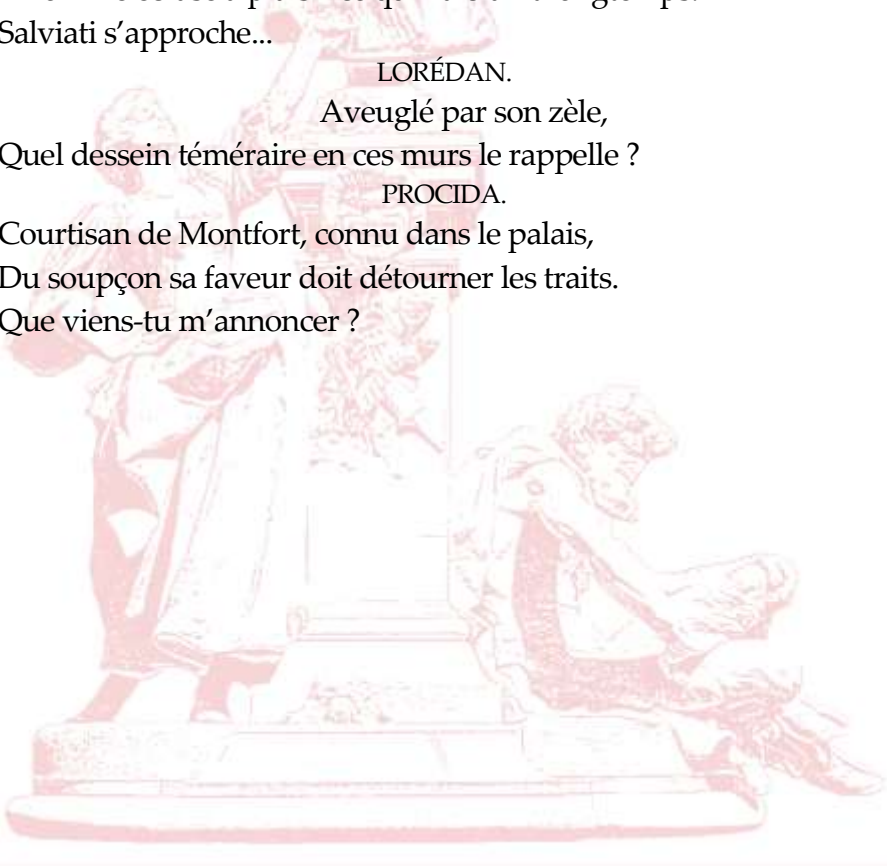 Salviati s’approche...
LORÉDAN.
Aveuglé par son zèle,
Quel dessein téméraire en ces murs le rappelle ?
PROCIDA.
Courtisan de Montfort, connu dans le palais,
Du soupçon sa faveur doit détourner les traits.
Que viens-tu m’annoncer ?